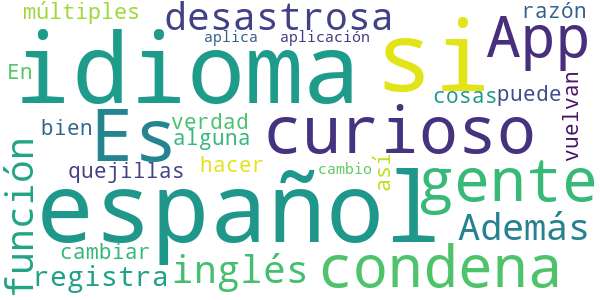 múltiples
desastrosa
razón
aplica
aplicación
idioma
si
App
En
cosas
puede
bien
Es
verdad
alguna
curioso
vuelvan
quejillas
hacer
cambio
así
gente
función
español
Además
cambiar
registra
inglés
condena